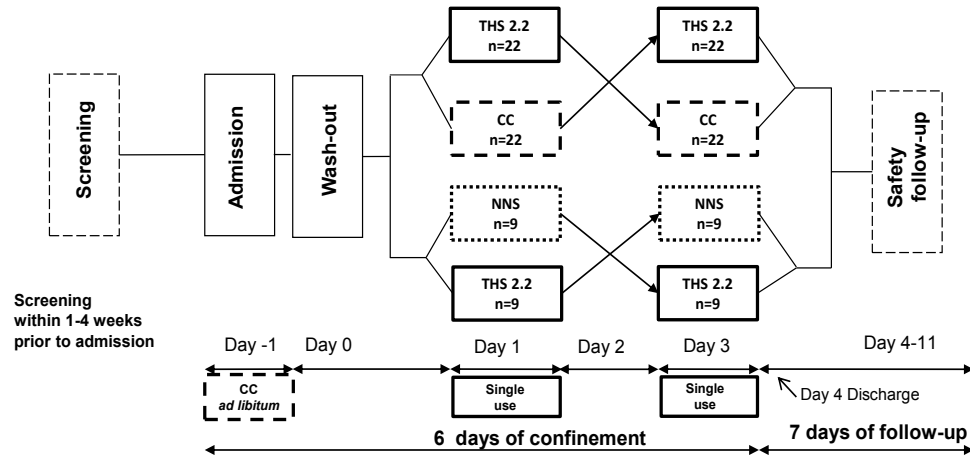 Screening
Admission
Wash-out
THS 2.2
n=22
CC
n=22
NNS
n=9
THS 2.2
n=9
THS 2.2
n=22
CC
n=22
NNS
n=9
THS 2.2
n=9
Safety
follow-up
Screening
within 1-4 weeks
prior to admission
Day -1
Day 0
Day 1
Day 2
Day 3
Day 4-11
CC
ad libitum
Single
use
Single
use
Day 4 Discharge
6 days of confinement
7 days of follow-up